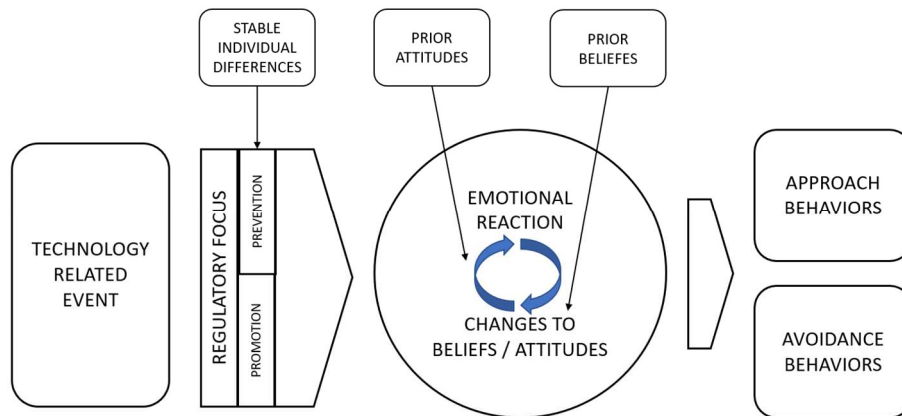 STABLE
INDIVIDUAL
DIFFERENCES
PRIOR
ATTITUDES
PRIOR
BELIEFES
TECHNOLOGY
RELATED
EVENT
REGULATORY FOCUS
PREVENTION
PROMOTION
EMOTIONAL
REACTION
CHANGES TO
BELIEFS / ATTITUDES
APPROACH
BEHAVIORS
AVOIDANCE
BEHAVIORS